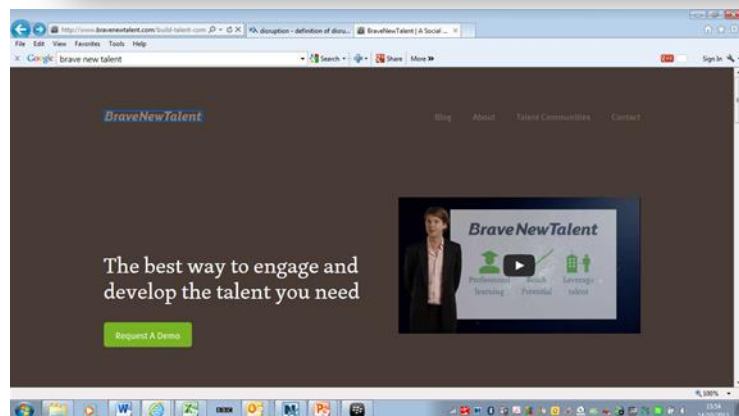 http://www.bravenewtalent.com/build-talent-com
disruption - definition of disru...
BraveNewTalent | A Social ...
File Edit View Favorites Tools Help
Google brave new talent Search Share More Sign In
BraveNewTalent
Blog About Talent Communities Contact
BraveNewTalent
Professional Reach Leverage
learning Potential talent
The best way to engage and
develop the talent you need
Request A Demo
100%
15:54